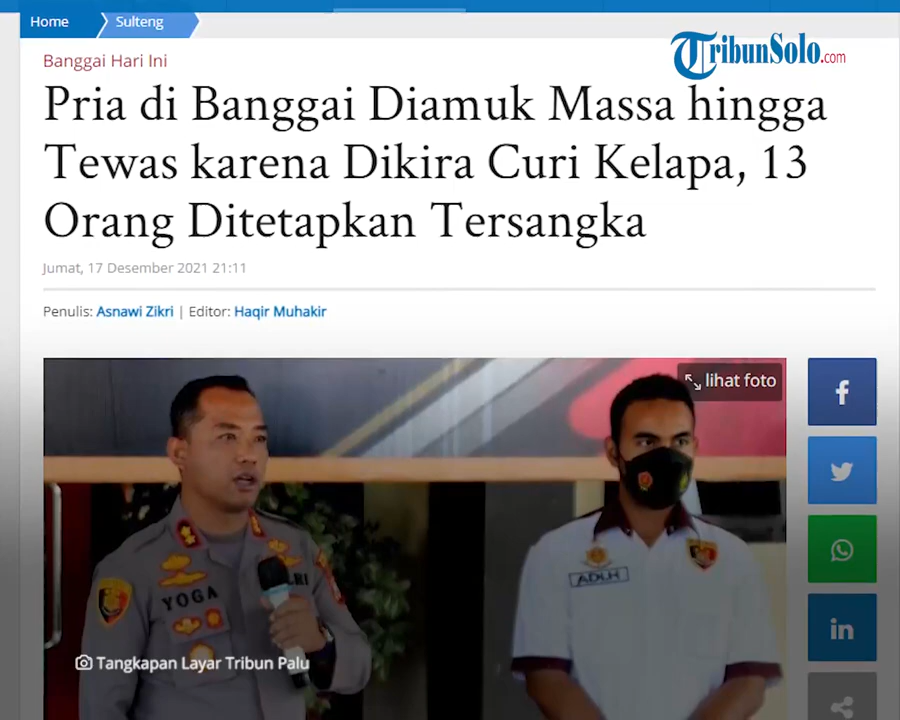 Home
Sulteng
TribunSolo.com
Banggai Hari Ini
Pria di Banggai Diamuk Massa hingga
Tewas karena Dikira Curi Kelapa, 13
Orang Ditetapkan Tersangka
Jumat, 17 Desember 2021 21:11
Penulis: Asnawi Zikri | Editor: Haqir Muhakir
lihat foto
YOGA
ADLH
Tangkapan Layar Tribun Palu